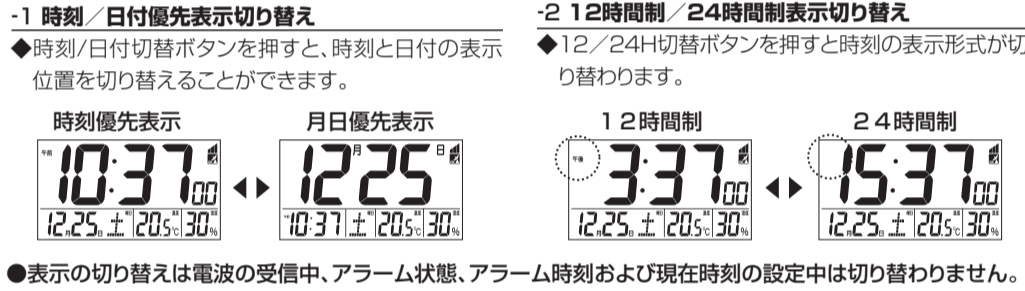 -1 時刻／日付優先表示切り替え
◆時刻/日付切替ボタンを押すと、時刻と日付の表示
位置を切り替えることができます。
時刻優先表示
月日優先表示
午前 10:37 00
12月25日 土 20.5℃ 30%
12月25日
10:37 土 20.5℃ 30%
-2 12時間制／24時間制表示切り替え
◆12／24H切替ボタンを押すと時刻の表示形式が切
り替わります。
12時間制
24時間制
午後 3:37 00
12月25日 土 20.5℃ 30%
15:37 00
12月25日 土 20.5℃ 30%
●表示の切り替えは電波の受信中、アラーム状態、アラーム時刻および現在時刻の設定中は切り替わりません。